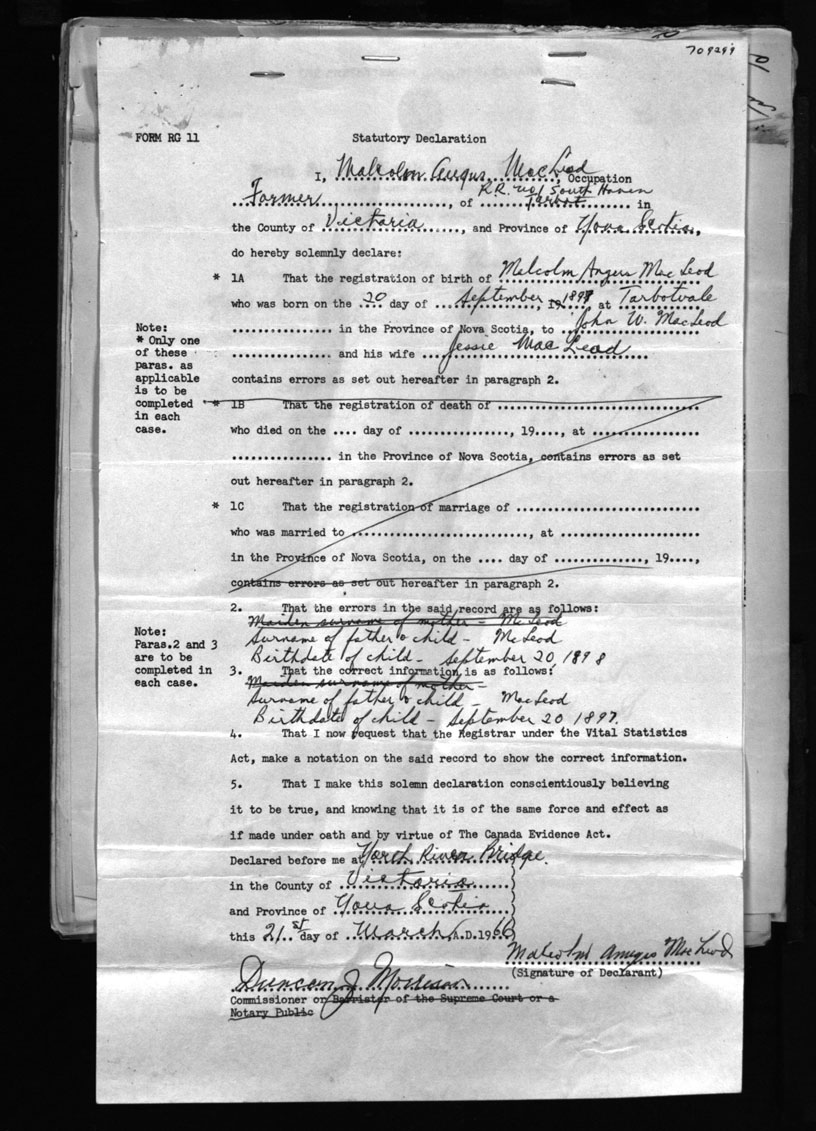 709299
FORM RG 11
Statutory Declaration
I, Malcolm Angus MacLeod, Occupation
R.R. no 1 South Haven
Farmer, of Tarbot in
the County of Victoria, and Province of Nova Scotia,
do hereby solemnly declare:
* 1A That the registration of birth of Malcolm Angus MacLeod
who was born on the 20 day of September, 1897 at Tarbotvale
in the Province of Nova Scotia, to John W. MacLeod
and his wife Jessie MacLeod
contains errors as set out hereafter in paragraph 2.
Note:
* Only one
of these
paras. as
applicable
is to be
completed
in each
case.
* 1B That the registration of death of ....................
who died on the .... day of ..............., 19...., at ................
................ in the Province of Nova Scotia, contains errors as set
out hereafter in paragraph 2.
* 1C That the registration of marriage of ....................
who was married to ..........................., at ....................
in the Province of Nova Scotia, on the .... day of .............., 19....,
contains errors as set out hereafter in paragraph 2.
2. That the errors in the said record are as follows:
Maiden surname of mother - McLeod
Surname of father & child - McLeod
Birthdate of child - September 20, 1898
Note:
Paras.2 and 3
are to be
completed in
each case.
3. That the correct information is as follows:
Maiden surname of mother -
Surname of father & child - MacLeod
Birthdate of child - September 20 1897.
4. That I now request that the Registrar under the Vital Statistics
Act, make a notation on the said record to show the correct information.
5. That I make this solemn declaration conscientiously believing
it to be true, and knowing that it is of the same force and effect as
if made under oath and by virtue of The Canada Evidence Act.
Declared before me at North River Bridge.
in the County of Victoria
and Province of Nova Scotia
this 21st day of March A.D. 1966
Malcolm Angus MacLeod
(Signature of Declarant)
Duncan J. Morrison
Commissioner or Barrister of the Supreme Court or a
Notary Public